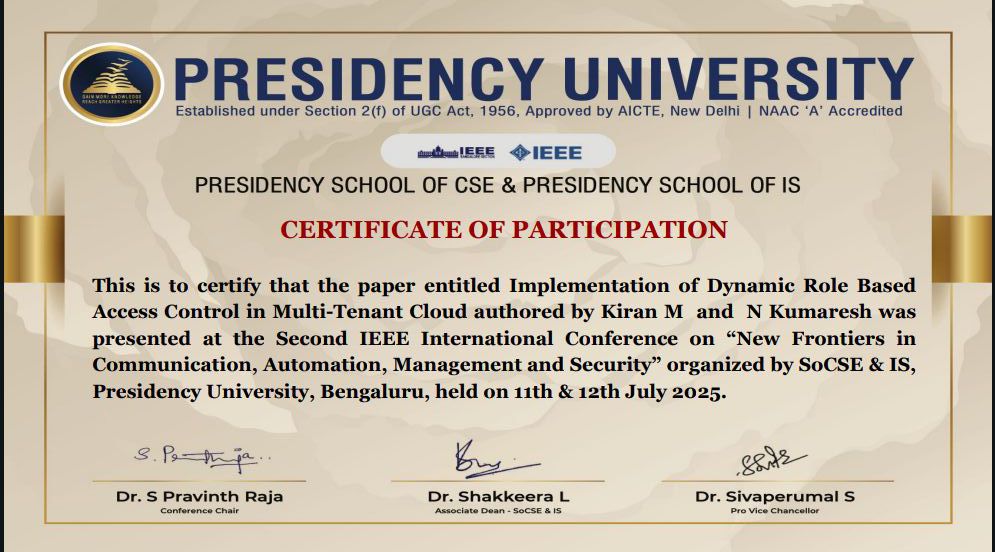 GAIN MORE KNOWLEDGE
REACH GREATER HEIGHTS
PRESIDENCY UNIVERSITY
Established under Section 2(f) of UGC Act, 1956, Approved by AICTE, New Delhi | NAAC ‘A’ Accredited
IEEE IEEE
PRESIDENCY SCHOOL OF CSE & PRESIDENCY SCHOOL OF IS
CERTIFICATE OF PARTICIPATION
This is to certify that the paper entitled Implementation of Dynamic Role Based
Access Control in Multi-Tenant Cloud authored by Kiran M and N Kumaresh was
presented at the Second IEEE International Conference on “New Frontiers in
Communication, Automation, Management and Security” organized by SoCSE & IS,
Presidency University, Bengaluru, held on 11th & 12th July 2025.
Dr. S Pravinth Raja Dr. Shakkeera L Dr. Sivaperumal S
Conference Chair Associate Dean - SoCSE & IS Pro Vice Chancellor